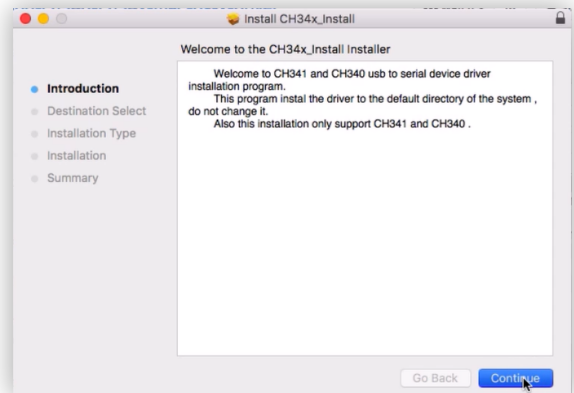 Install CH34x_Install
Welcome to the CH34x_Install Installer
Introduction
Destination Select
Installation Type
Installation
Summary
Welcome to CH341 and CH340 usb to serial device driver
installation program.
This program instal the driver to the default directory of the system ,
do not change it.
Also this installation only support CH341 and CH340 .
Go Back
Continue